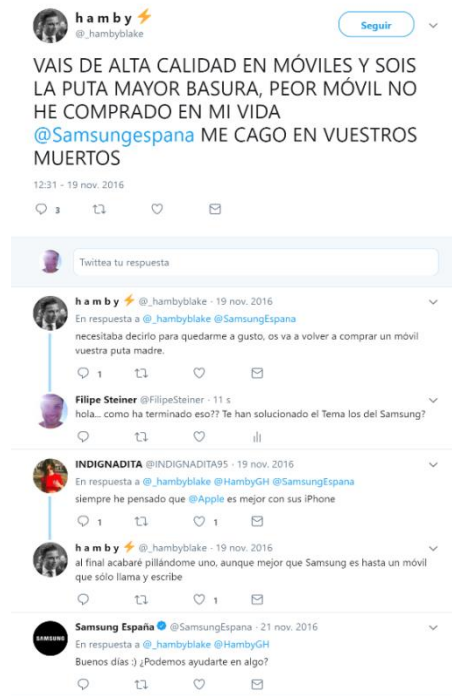 h a m b y ⚡
@_hambyblake
Seguir
VAIS DE ALTA CALIDAD EN MÓVILES Y SOIS
LA PUTA MAYOR BASURA, PEOR MÓVIL NO
HE COMPRADO EN MI VIDA
@Samsungespana ME CAGO EN VUESTROS
MUERTOS
12:31 - 19 nov. 2016
3
Twittea tu respuesta
h a m b y ⚡ @_hambyblake · 19 nov. 2016
En respuesta a @_hambyblake @SamsungEspana
necesitaba decirlo para quedarme a gusto, os va a volver a comprar un móvil
vuestra puta madre.
1
Filipe Steiner @FilipeSteiner · 11 s
hola... como ha terminado eso?? Te han solucionado el Tema los del Samsung?
INDIGNADITA @INDIGNADITA95 · 19 nov. 2016
En respuesta a @_hambyblake @HambyGH @SamsungEspana
siempre he pensado que @Apple es mejor con sus iPhone
1 1
h a m b y ⚡ @_hambyblake · 19 nov. 2016
al final acabaré pillándome uno, aunque mejor que Samsung es hasta un móvil
que sólo llama y escribe
1
SAMSUNG
Samsung España @SamsungEspana · 21 nov. 2016
En respuesta a @_hambyblake @HambyGH
Buenos días :) ¿Podemos ayudarte en algo?